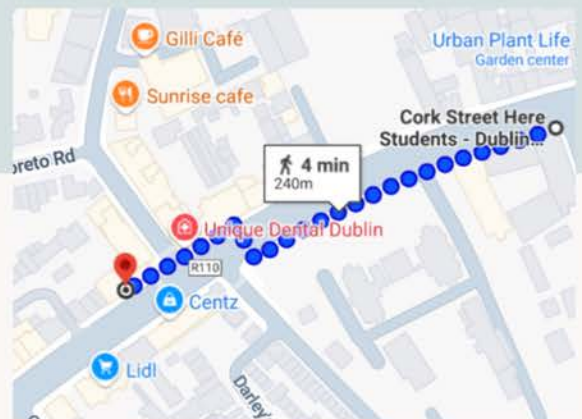 Gilli Café
Urban Plant Life
Garden center
Sunrise cafe
Cork Street Here
Students - Dublin...
oreto Rd
4 min
240m
Unique Dental Dublin
R110
Centz
Lidl
Darley'